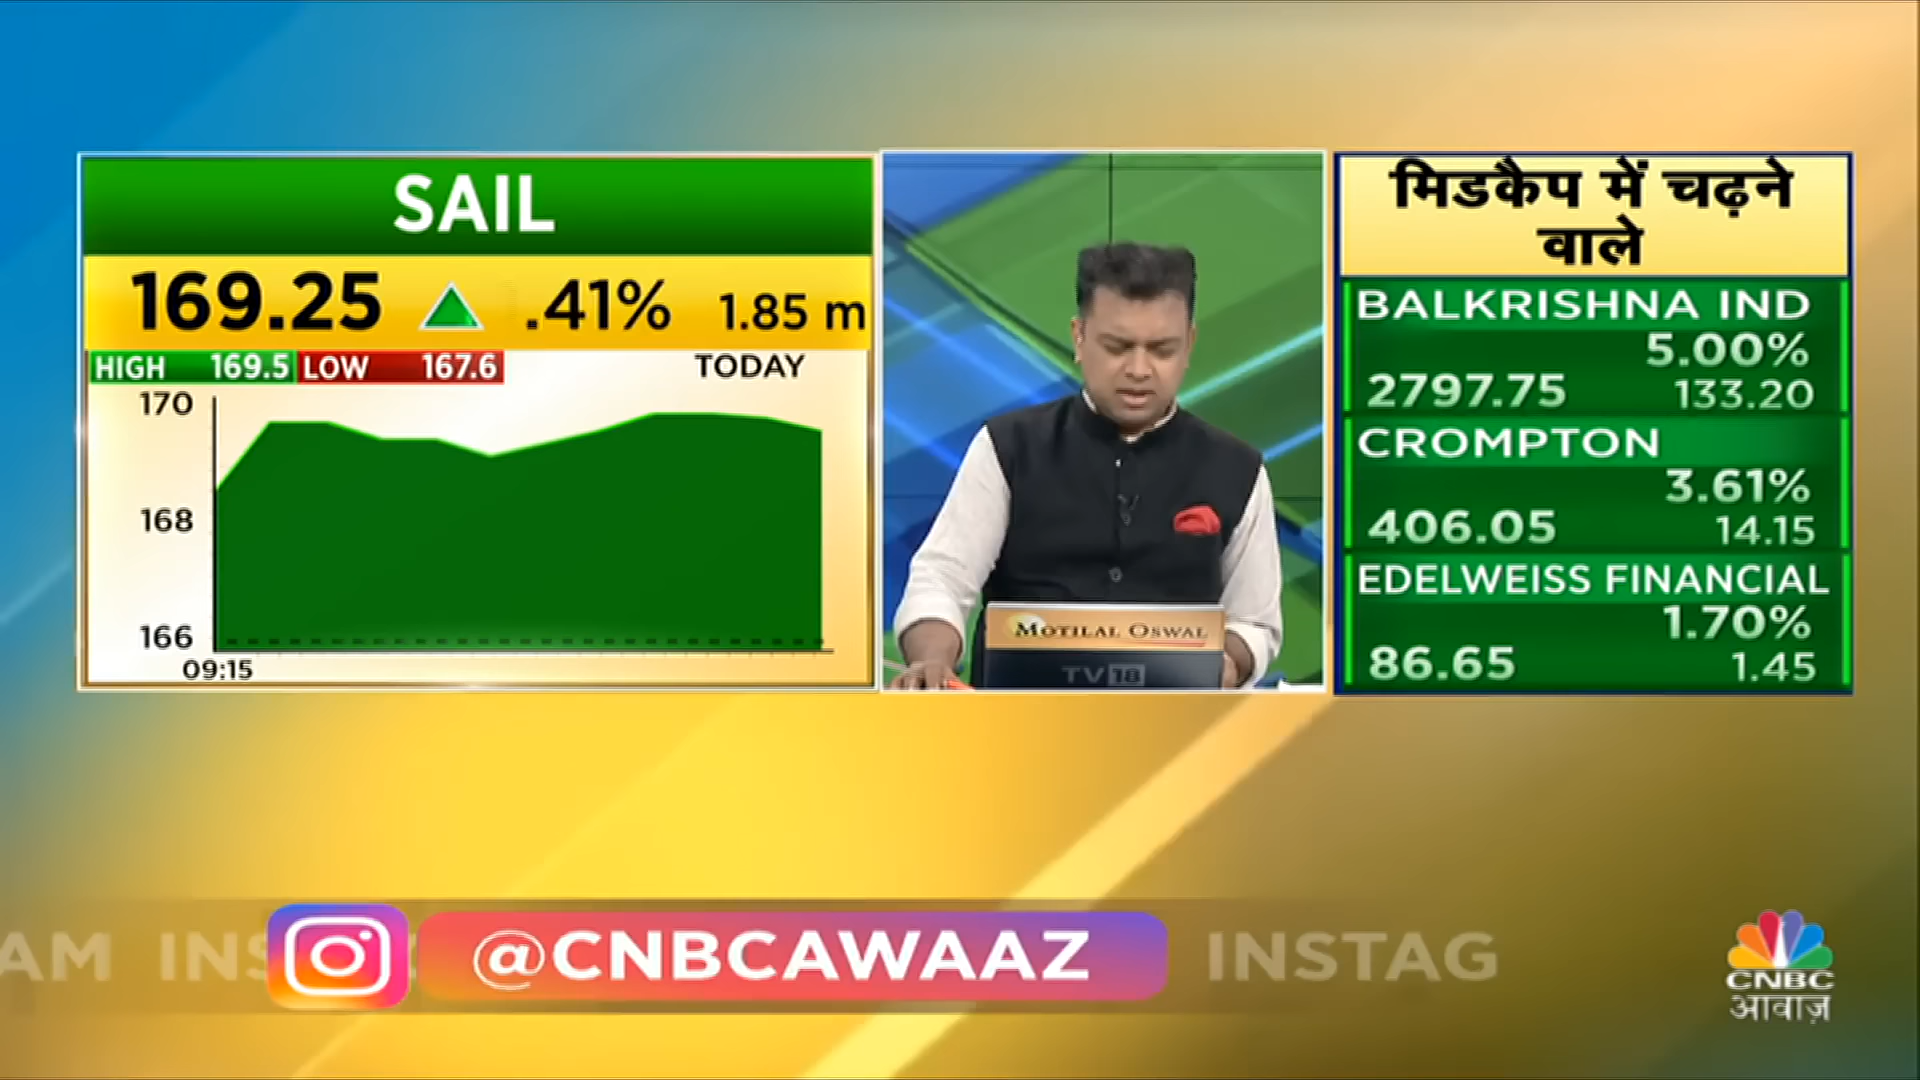 SAIL
169.25 .41% 1.85 m
HIGH 169.5 LOW 167.6 TODAY
170
168
166
09:15
MOTILAL OSWAL
TV18
मिडकैप में चढ़ने
वाले
BALKRISHNA IND
5.00%
2797.75 133.20
CROMPTON
3.61%
406.05 14.15
EDELWEISS FINANCIAL
1.70%
86.65 1.45
AM INS @CNBCAWAAZ INSTAG
CNBC
आवाज़